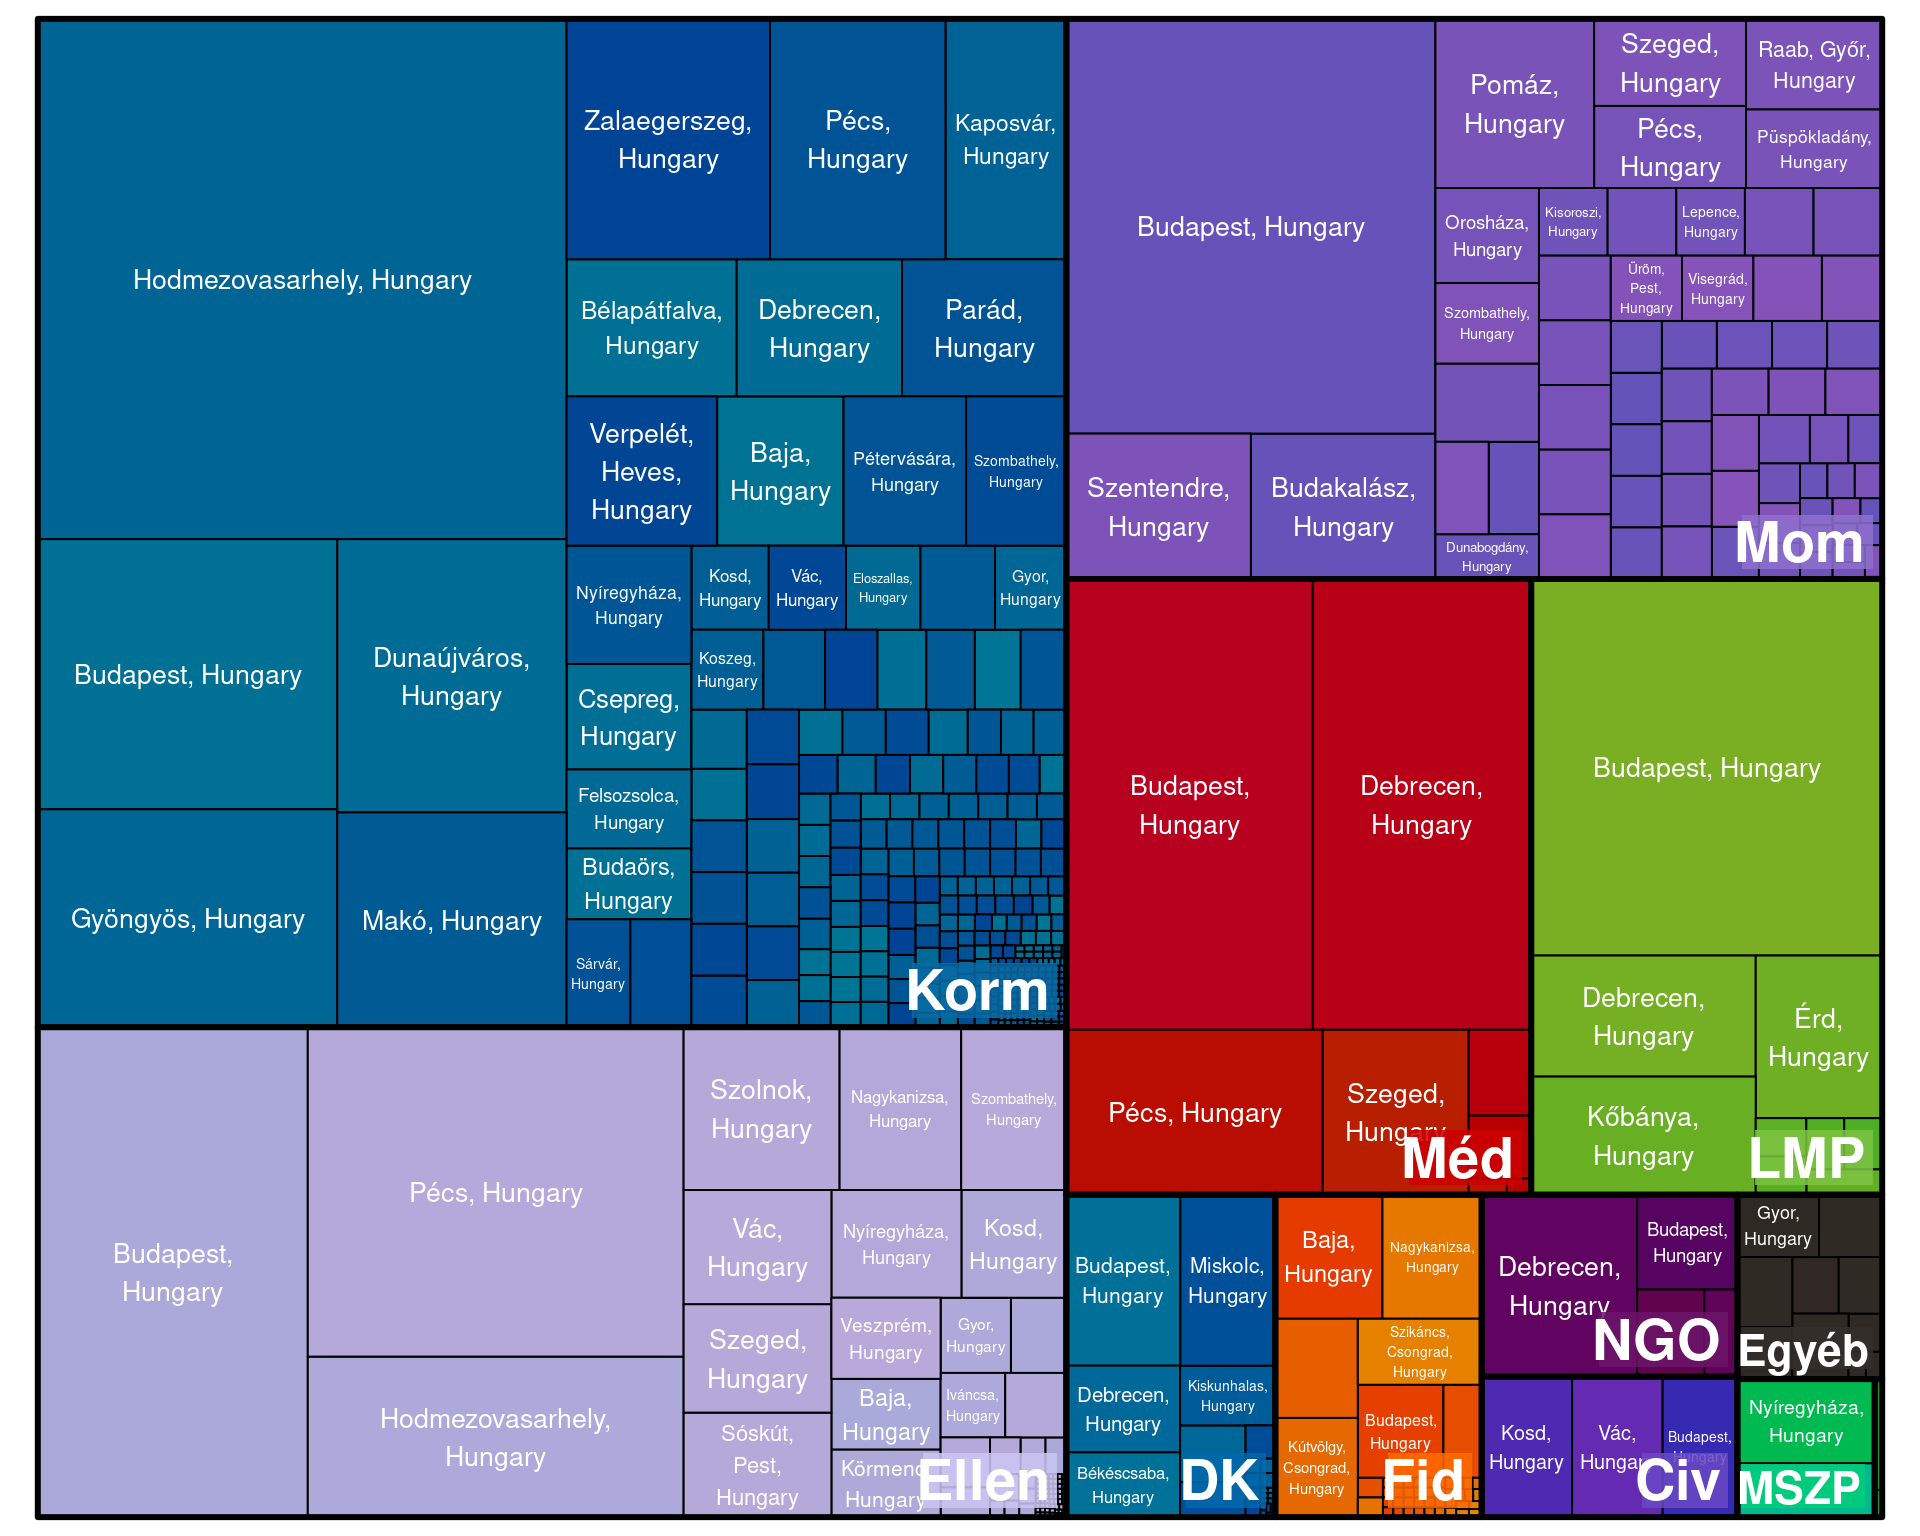 Hodmezovasarhely, Hungary
Budapest, Hungary
Dunaújváros,
Hungary
Gyöngyös, Hungary
Makó, Hungary
Zalaegerszeg,
Hungary
Pécs,
Hungary
Kaposvár,
Hungary
Bélapátfalva,
Hungary
Debrecen,
Hungary
Parád,
Hungary
Verpelét,
Heves,
Hungary
Baja,
Hungary
Pétervására,
Hungary
Szombathely,
Hungary
Nyíregyháza,
Hungary
Kosd,
Hungary
Vác,
Hungary
Eloszallas,
Hungary
Gyor,
Hungary
Koszeg,
Hungary
Csepreg,
Hungary
Felsozsolca,
Hungary
Budaörs,
Hungary
Sárvár,
Hungary
Korm
Budapest, Hungary
Szentendre,
Hungary
Budakalász,
Hungary
Pomáz,
Hungary
Szeged,
Hungary
Pécs,
Hungary
Raab, Győr,
Hungary
Püspökladány,
Hungary
Orosháza,
Hungary
Kisoroszi,
Hungary
Lepence,
Hungary
Szombathely,
Hungary
Üröm,
Pest,
Hungary
Visegrád,
Hungary
Dunabogdány,
Hungary
Mom
Budapest,
Hungary
Debrecen,
Hungary
Pécs, Hungary
Szeged,
Hungary
Méd
Budapest, Hungary
Debrecen,
Hungary
Érd,
Hungary
Kőbánya,
Hungary
LMP
Budapest,
Hungary
Pécs, Hungary
Hodmezovasarhely,
Hungary
Szolnok,
Hungary
Nagykanizsa,
Hungary
Szombathely,
Hungary
Vác,
Hungary
Nyíregyháza,
Hungary
Kosd,
Hungary
Szeged,
Hungary
Veszprém,
Hungary
Gyor,
Hungary
Baja,
Hungary
Iváncsa,
Hungary
Sóskút,
Pest,
Hungary
Körmend,
Hungary
Ellen
Budapest,
Hungary
Miskolc,
Hungary
Debrecen,
Hungary
Kiskunhalas,
Hungary
Békéscsaba,
Hungary
DK
Baja,
Hungary
Nagykanizsa,
Hungary
Szikáncs,
Csongrad,
Hungary
Budapest,
Hungary
Kútvölgy,
Csongrad,
Hungary
Fid
Debrecen,
Hungary
Budapest,
Hungary
NGO
Kosd,
Hungary
Vác,
Hungary
Budapest,
Hungary
Civ
Gyor,
Hungary
Egyéb
Nyíregyháza,
Hungary
MSZP